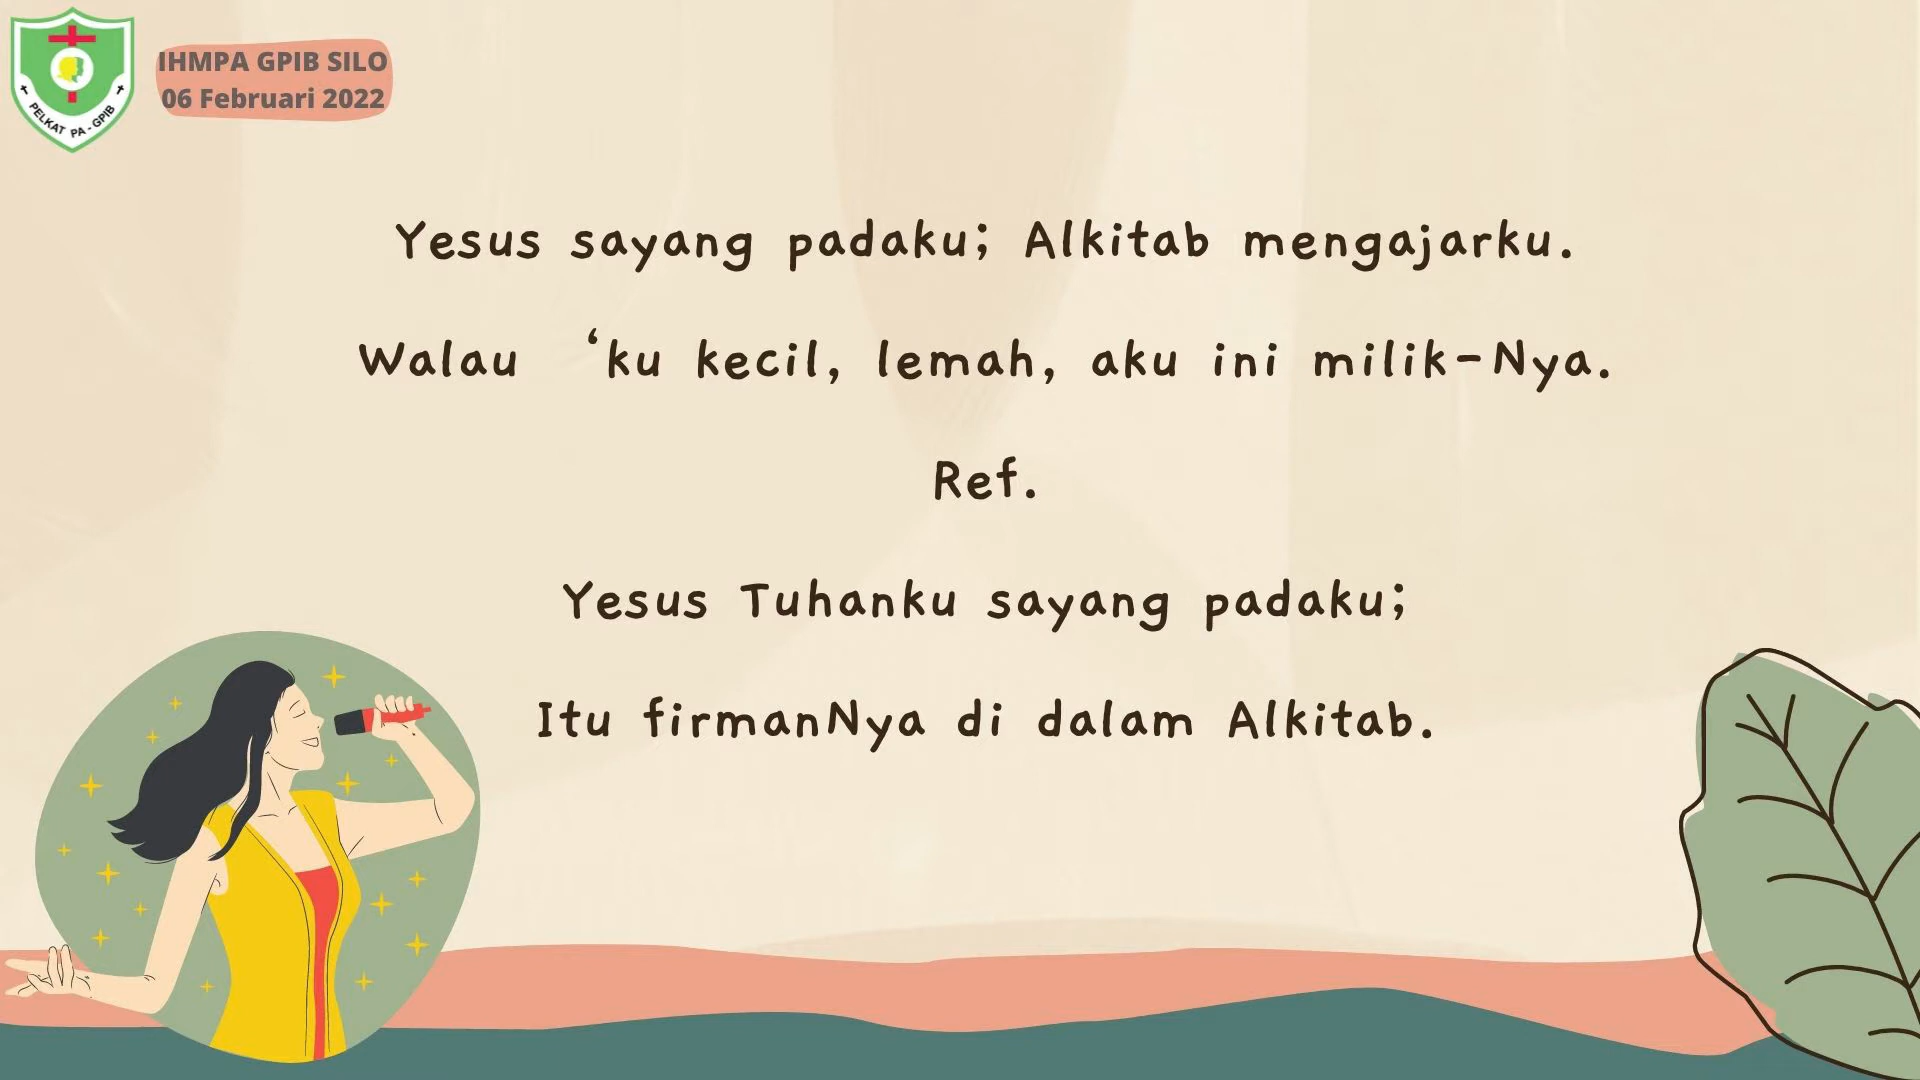 IHMPA GPIB SILO
06 Februari 2022
PELKAT PA - GPIB
Yesus sayang padaku; Alkitab mengajarku.
Walau ‘ku kecil, lemah, aku ini milik-Nya.
Ref.
Yesus Tuhanku sayang padaku;
Itu firmanNya di dalam Alkitab.